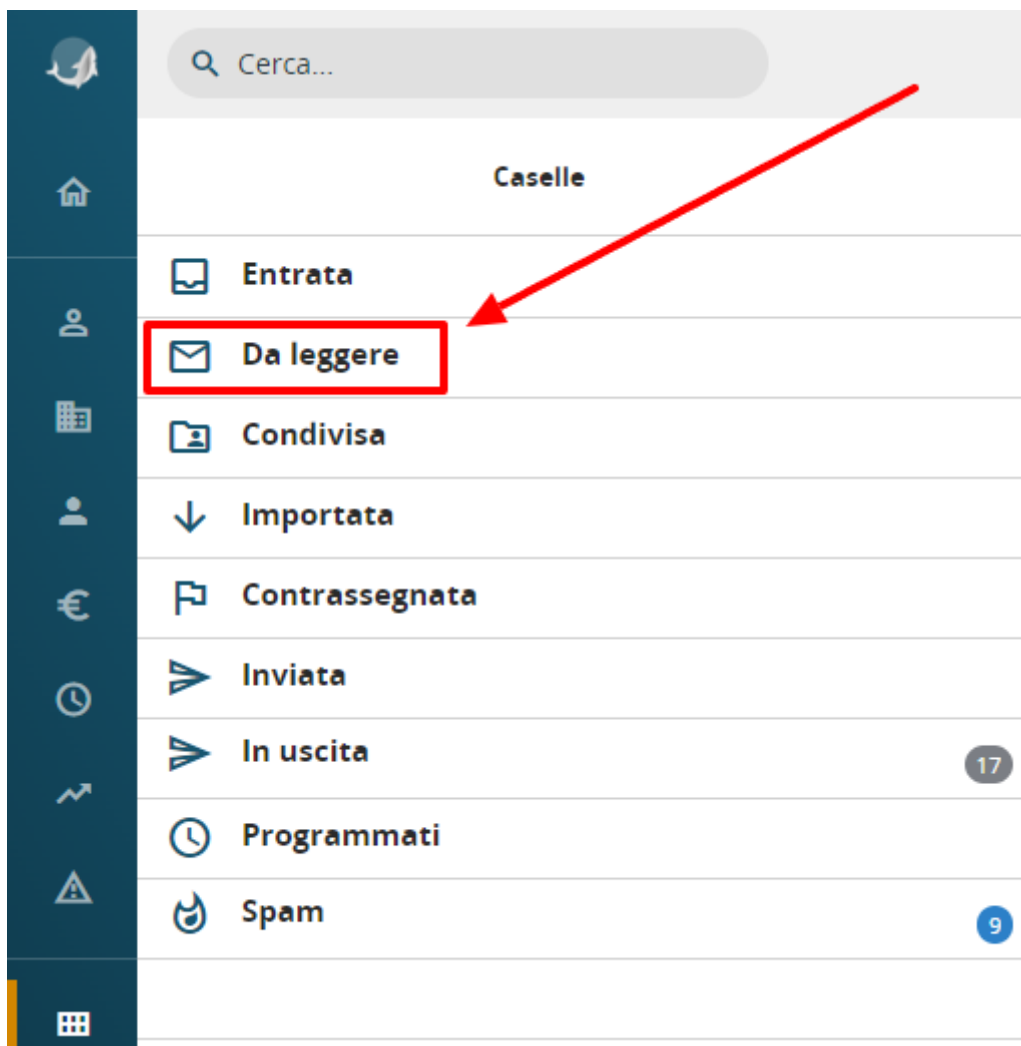 Cerca...
Caselle
Entrata
Da leggere
Condivisa
Importata
Contrassegnata
Inviata
In uscita
17
Programmati
Spam
9